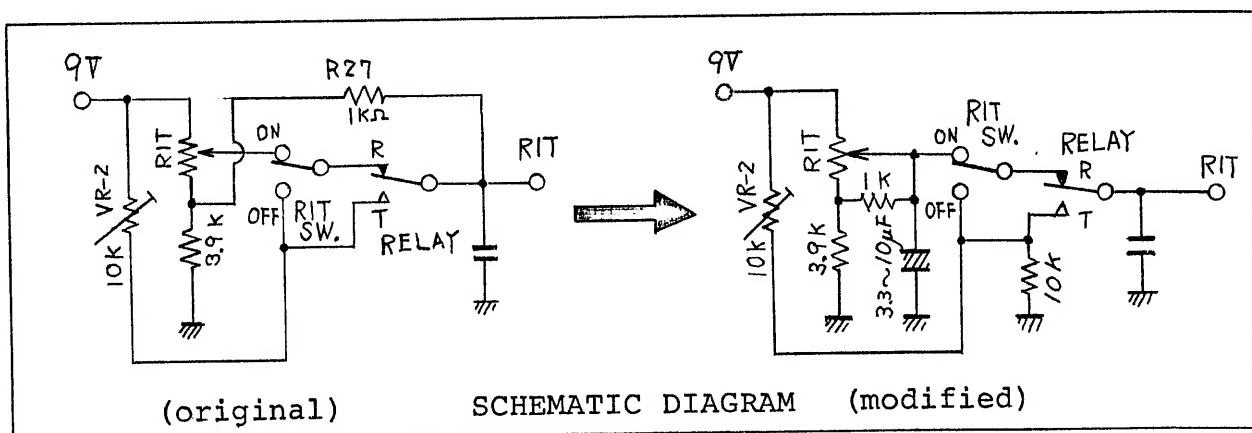 9V
R27
1KΩ
RIT
ON
R
RIT
VR-2
10K
3.9K
OFF
RIT
SW.
T
RELAY
(original)
9V
RIT
ON
RIT
SW.
RELAY
R
RIT
VR-2
10K
1K
OFF
T
3.9K
3.3~10μF
10K
SCHEMATIC DIAGRAM (modified)